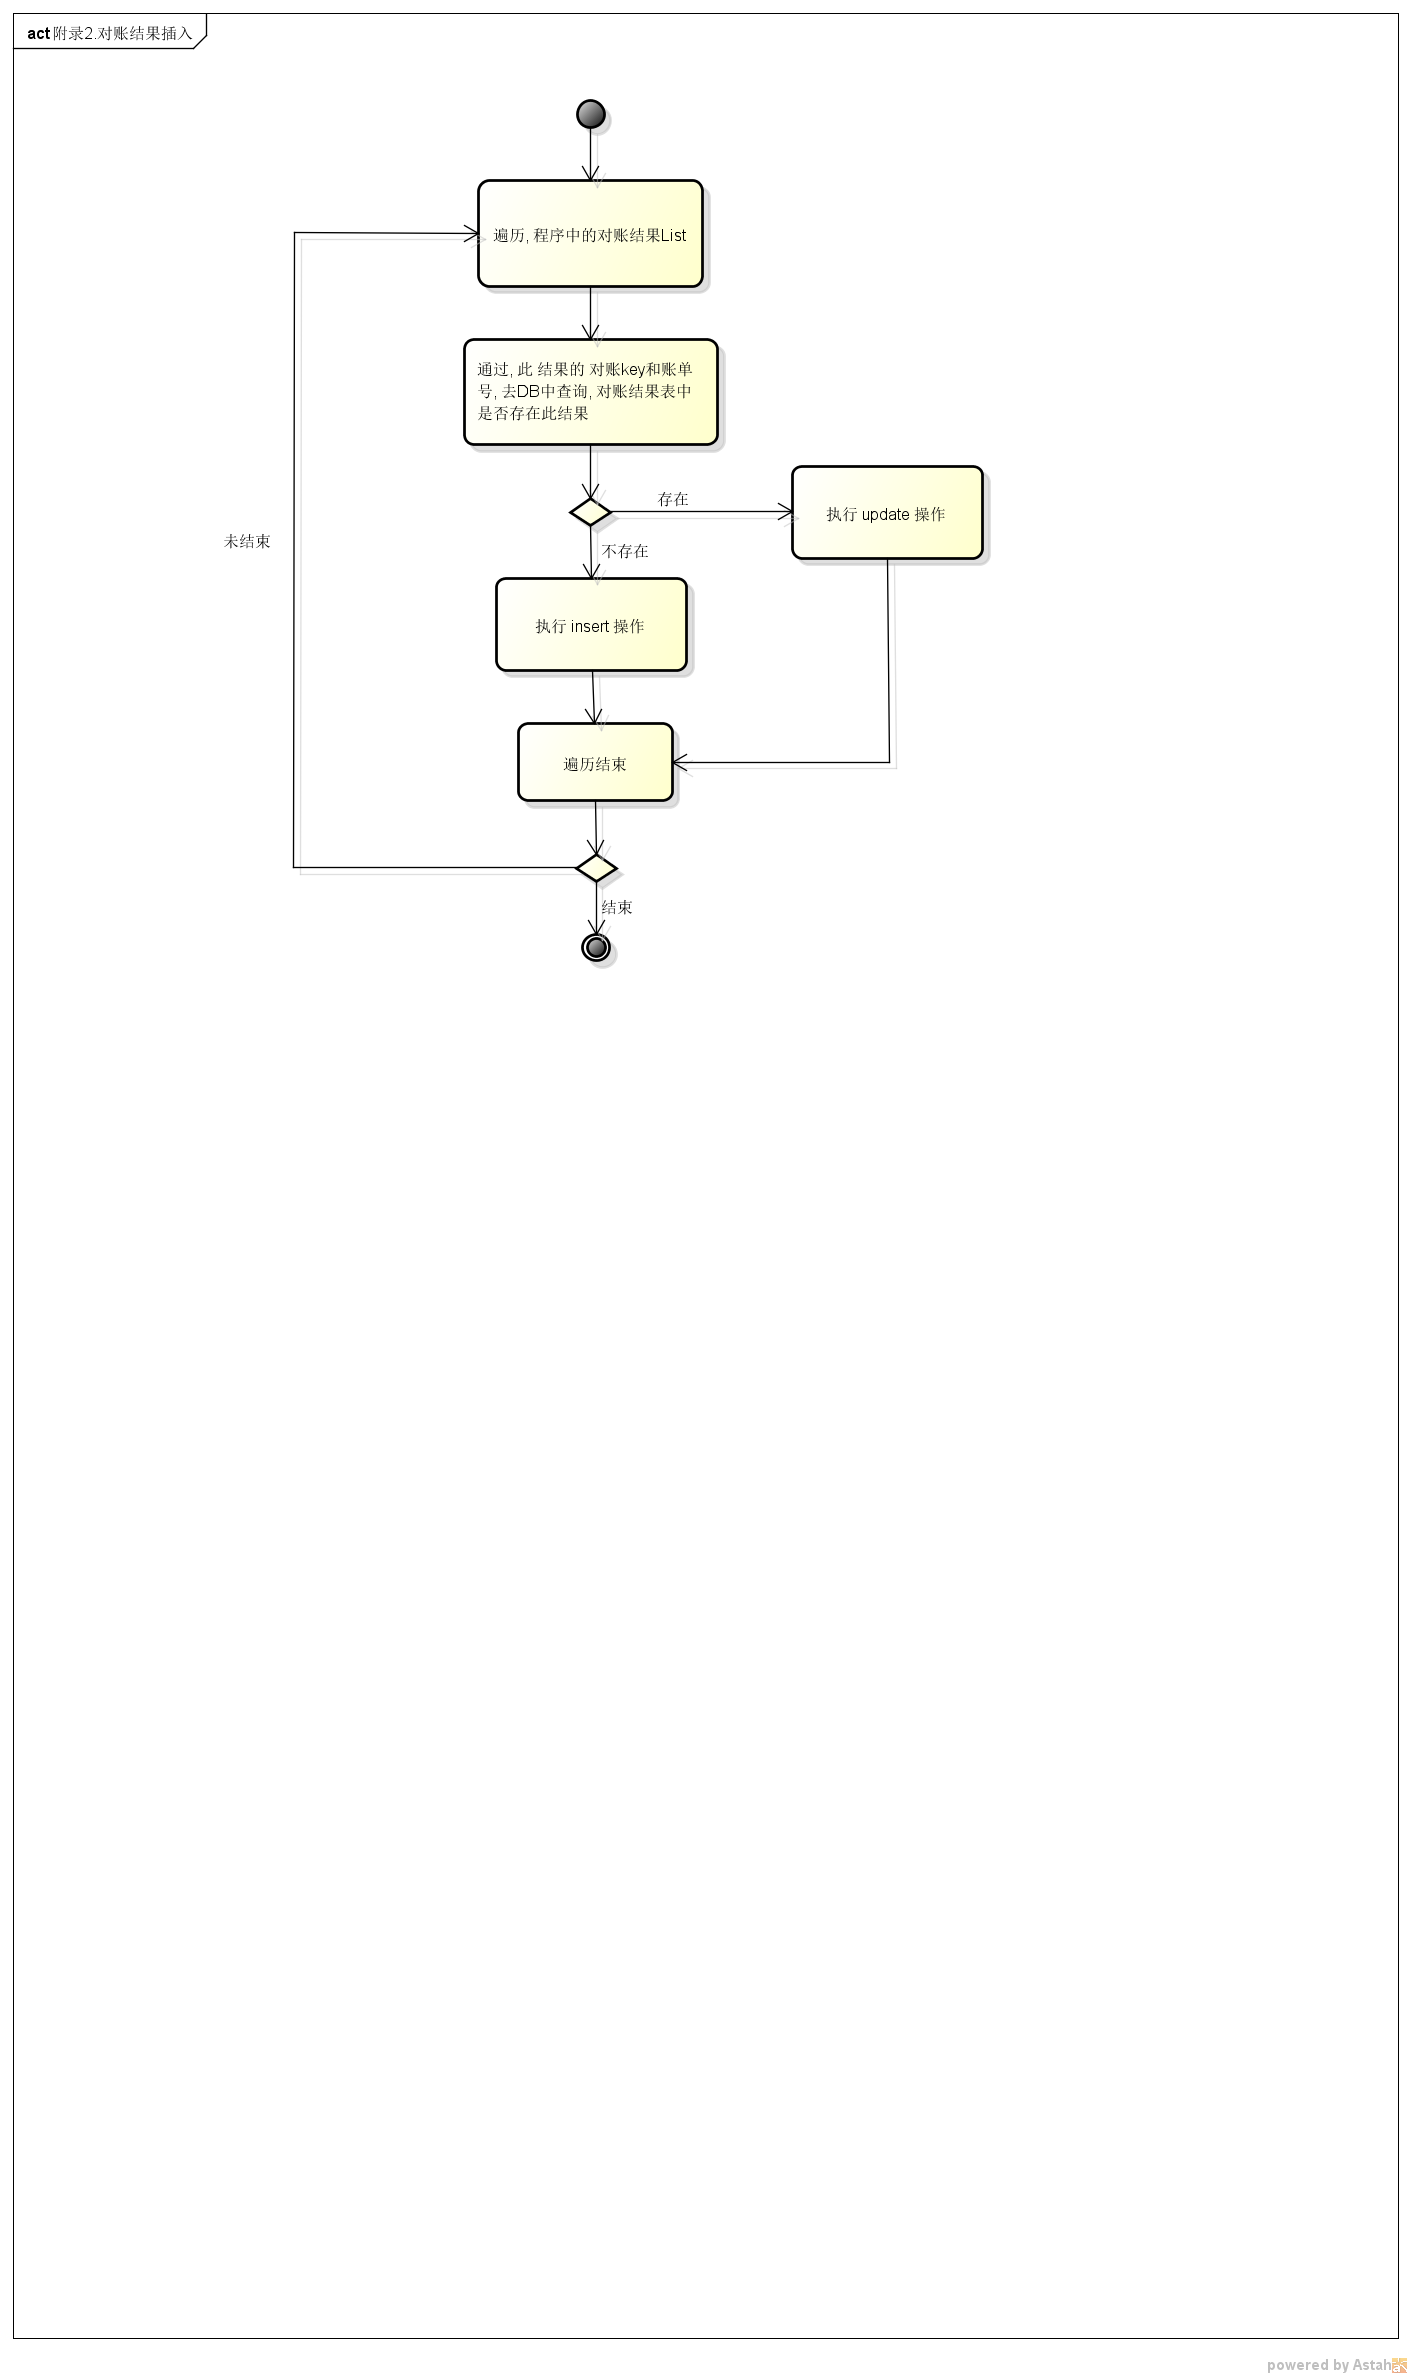 act 附录2.对账结果插入
遍历, 程序中的对账结果List
通过, 此 结果的 对账key和账单
号, 去DB中查询, 对账结果表中
是否存在此结果
存在
执行 update 操作
未结束
不存在
执行 insert 操作
遍历结束
结束
powered by Astah